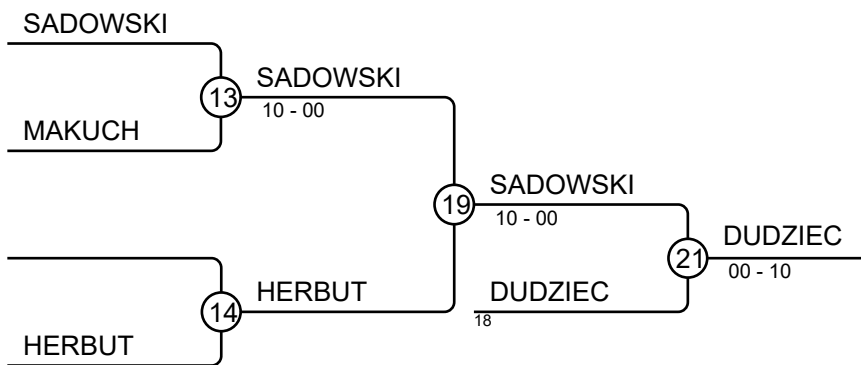 SADOWSKI
13
SADOWSKI
10 - 00
MAKUCH
19
SADOWSKI
10 - 00
21
DUDZIEC
00 - 10
14
HERBUT
DUDZIEC
18
HERBUT